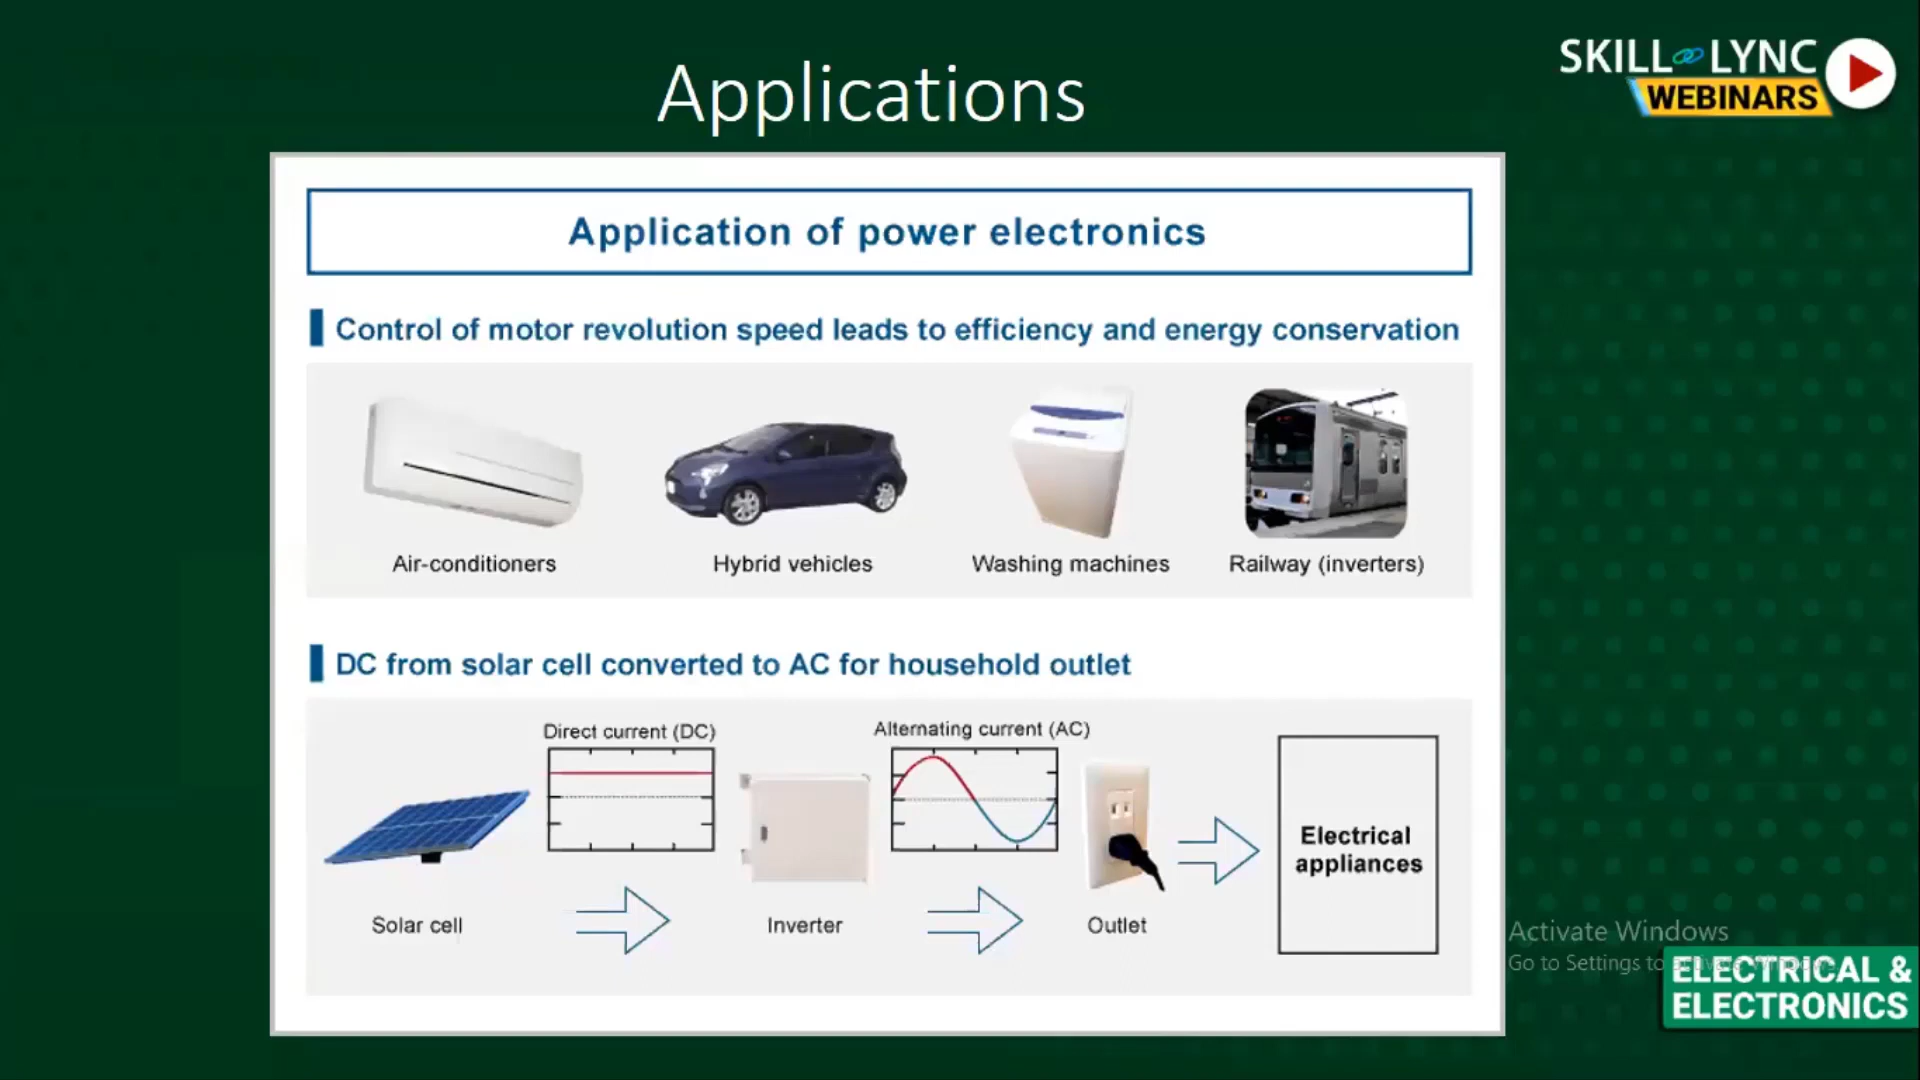 Applications
SKILL LYNC
WEBINARS
Application of power electronics
Control of motor revolution speed leads to efficiency and energy conservation
Air-conditioners
Hybrid vehicles
Washing machines
Railway (inverters)
DC from solar cell converted to AC for household outlet
Direct current (DC)
Alternating current (AC)
Electrical
appliances
Solar cell
Inverter
Outlet
Activate Windows
Go to Settings to
ELECTRICAL &
ELECTRONICS